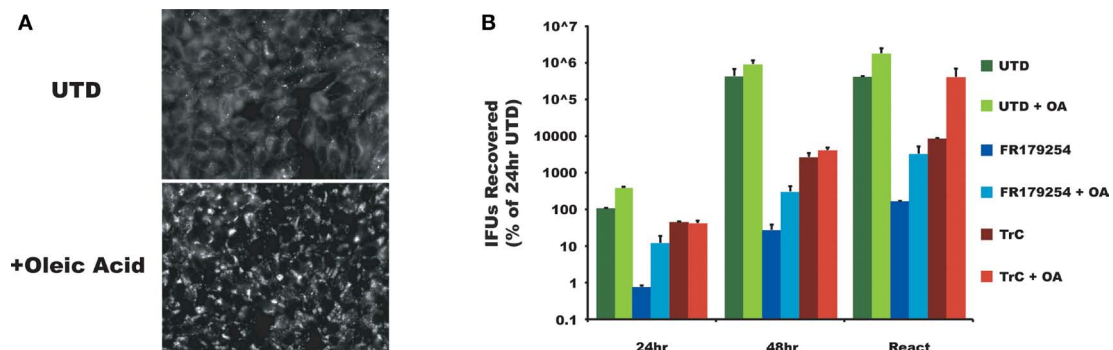 A
UTD
+Oleic Acid
B
IFUs Recovered
(% of 24hr UTD)
10^7
10^6
10^5
10000
1000
100
10
1
0.1
24hr
48hr
React
UTD
UTD + OA
FR179254
FR179254 + OA
TrC
TrC + OA